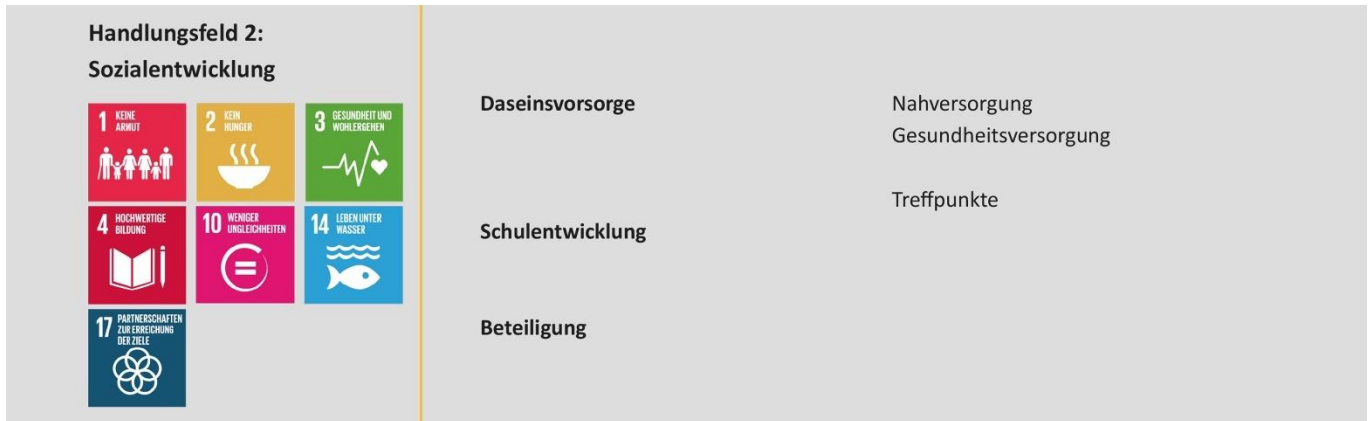 Handlungsfeld 2:
Sozialentwicklung
1 KEINE
ARMUT
2 KEIN
HUNGER
3 GESUNDHEIT UND
WOHLERGEHEN
4 HOCHWERTIGE
BILDUNG
10 WENIGER
UNGLEICHHEITEN
14 LEBEN UNTER
WASSER
17 PARTNERSCHAFTEN
ZUR ERREICHUNG
DER ZIELE
Daseinsvorsorge
Schulentwicklung
Beteiligung
Nahversorgung
Gesundheitsversorgung
Treffpunkte